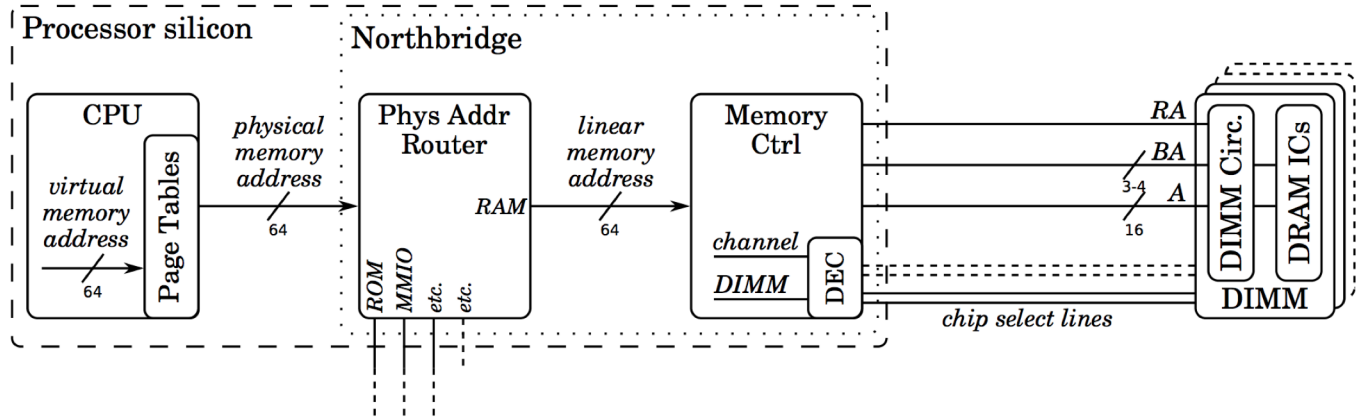 Processor silicon
Northbridge
CPU
Page Tables
virtual
memory
address
64
physical
memory
address
64
Phys Addr
Router
RAM
ROM
MMIO
etc.
etc.
linear
memory
address
64
Memory
Ctrl
channel
DIMM
DEC
RA
BA
3-4
A
16
chip select lines
DIMM Circ.
DRAM ICs
DIMM